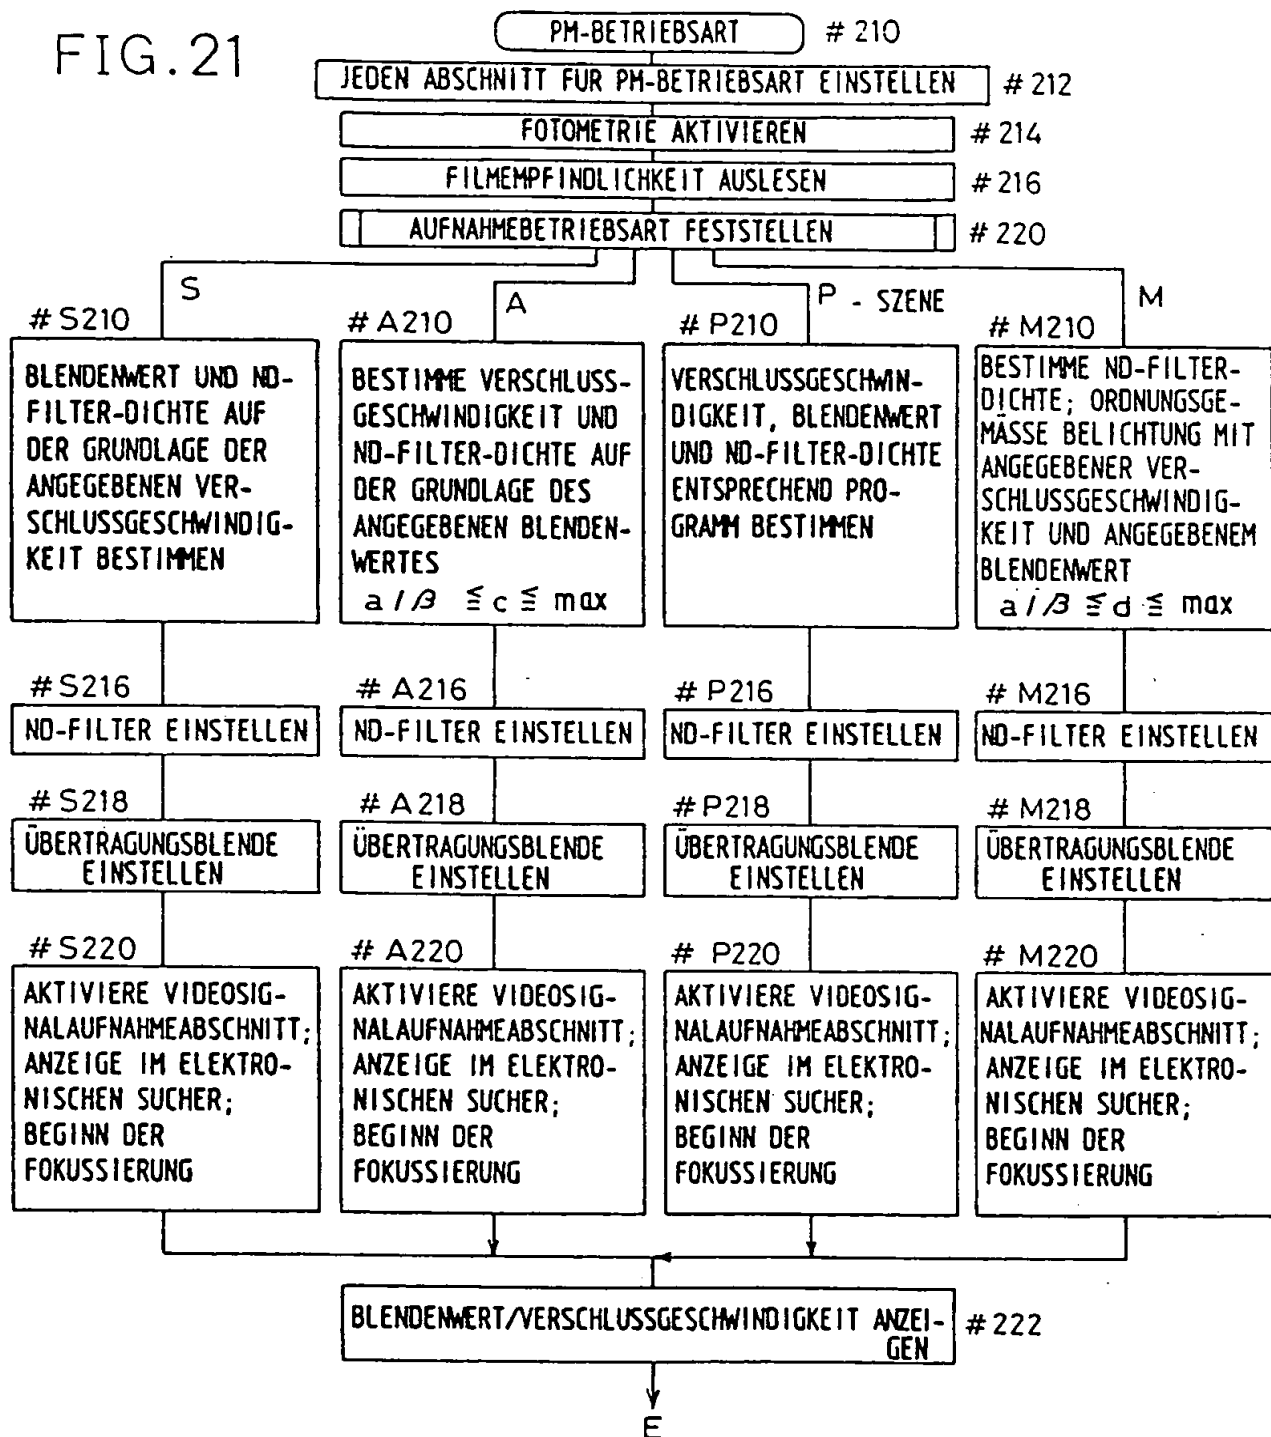 FIG.21
PM-BETRIEBSART # 210
JEDEN ABSCHNITT FUR PM-BETRIEBSART EINSTELLEN # 212
FOTOMETRIE AKTIVIEREN # 214
FILMEMPFINDLICHKEIT AUSLESEN # 216
AUFNAHMEBETRIEBSART FESTSTELLEN # 220
S
A
P - SZENE
M
# S210
BLENDENWERT UND ND-
FILTER-DICHTE AUF
DER GRUNDLAGE DER
ANGEGEBENEN VER-
SCHLUSSGESCHWINDIG-
KEIT BESTIMMEN
# A210
BESTIMME VERSCHLUSS-
GESCHWINDIGKEIT UND
ND-FILTER-DICHTE AUF
DER GRUNDLAGE DES
ANGEGEBENEN BLENDEN-
WERTES
a / β ≦ c ≦ max
# P210
VERSCHLUSSGESCHWIN-
DIGKEIT, BLENDENWERT
UND ND-FILTER-DICHTE
ENTSPRECHEND PRO-
GRAMM BESTIMMEN
# M210
BESTIMME ND-FILTER-
DICHTE; ORDNUNGSGE-
MÄSSE BELICHTUNG MIT
ANGEGEBENER VER-
SCHLUSSGESCHWINDIG-
KEIT UND ANGEGEBENEM
BLENDENWERT
a / β ≦ d ≦ max
# S216
ND-FILTER EINSTELLEN
# A216
ND-FILTER EINSTELLEN
# P216
ND-FILTER EINSTELLEN
# M216
ND-FILTER EINSTELLEN
# S218
ÜBERTRAGUNGSBLENDE
EINSTELLEN
# A218
ÜBERTRAGUNGSBLENDE
EINSTELLEN
# P218
ÜBERTRAGUNGSBLENDE
EINSTELLEN
# M218
ÜBERTRAGUNGSBLENDE
EINSTELLEN
# S220
AKTIVIERE VIDEOSIG-
NALAUFNAHMEABSCHNITT;
ANZEIGE IM ELEKTRO-
NISCHEN SUCHER;
BEGINN DER
FOKUSSIERUNG
# A220
AKTIVIERE VIDEOSIG-
NALAUFNAHMEABSCHNITT;
ANZEIGE IM ELEKTRO-
NISCHEN SUCHER;
BEGINN DER
FOKUSSIERUNG
# P220
AKTIVIERE VIDEOSIG-
NALAUFNAHMEABSCHNITT;
ANZEIGE IM ELEKTRO-
NISCHEN SUCHER;
BEGINN DER
FOKUSSIERUNG
# M220
AKTIVIERE VIDEOSIG-
NALAUFNAHMEABSCHNITT;
ANZEIGE IM ELEKTRO-
NISCHEN SUCHER;
BEGINN DER
FOKUSSIERUNG
BLENDENWERT/VERSCHLUSSGESCHWINDIGKEIT ANZEI- # 222
GEN
E